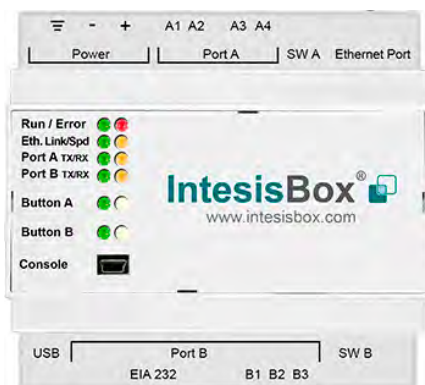 - + A1 A2 A3 A4
Power Port A SW A Ethernet Port
Run / Error
Eth. Link/Spd
Port A TX/RX
Port B TX/RX
IntesisBox®
www.intesisbox.com
Button A
Button B
Console
USB Port B SW B
EIA 232 B1 B2 B3